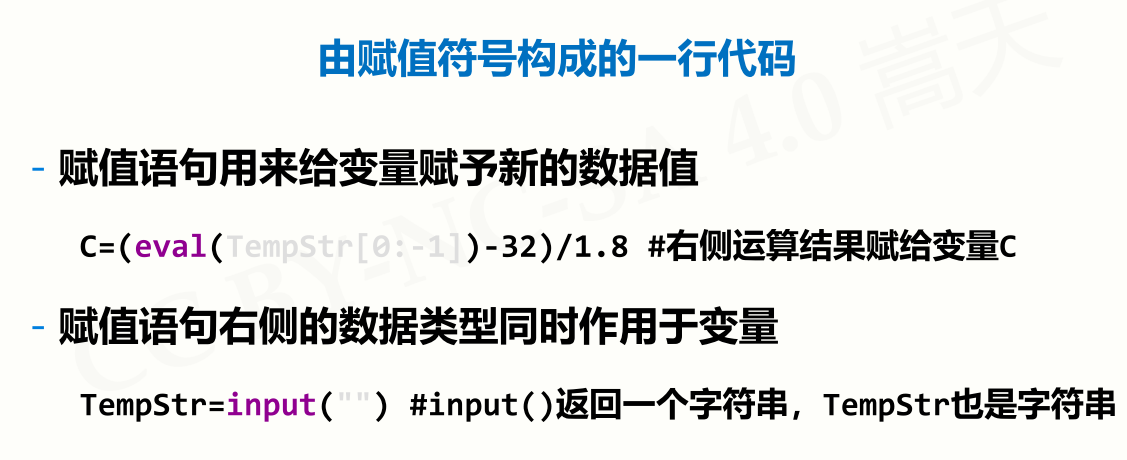 由赋值符号构成的一行代码
- 赋值语句用来给变量赋予新的数据值
C=(eval(TempStr[0:-1])-32)/1.8 #右侧运算结果赋给变量C
- 赋值语句右侧的数据类型同时作用于变量
TempStr=input("") #input()返回一个字符串，TempStr也是字符串
CC BY-NC-SA 4.0 嵩天